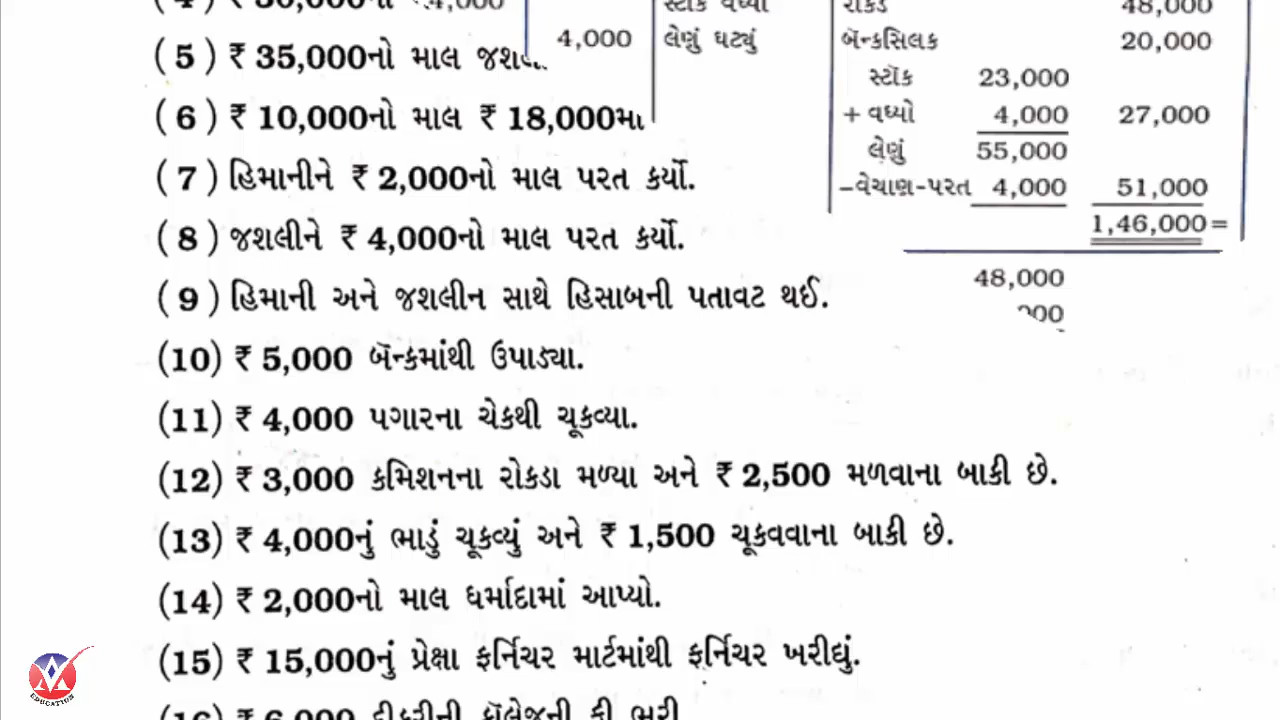 (5) ₹ 35,000નો માલ
(6) ₹ 10,000નો માલ ₹ 18,000મા
(7) હિમાનીને ₹ 2,000નો માલ પરત કર્યો.
(8) જશલીને ₹ 4,000નો માલ પરત કર્યો.
(9) હિમાની અને જશલીન સાથે હિસાબની પતાવટ થઈ.
(10) ₹ 5,000 બૅન્કમાંથી ઉપાડ્યા.
(11) ₹ 4,000 પગારના ચેકથી ચૂકવ્યા.
(12) ₹ 3,000 કમિશનના રોકડા મળ્યા અને ₹ 2,500 મળવાના બાકી છે.
(13) ₹ 4,000નું ભાડું ચૂકવ્યું અને ₹ 1,500 ચૂકવવાના બાકી છે.
(14) ₹ 2,000નો માલ ધર્માદામાં આપ્યો.
(15) ₹ 15,000નું પ્રેક્ષા ફર્નિચર માર્ટમાંથી ફર્નિચર ખરીદ્યું.
સ્ટૉક વધ્યો
4,000 લેણું ઘટ્યું
રોકડ 48,000
બૅન્કસિલક 20,000
સ્ટૉક 23,000
+ વધ્યો 4,000 27,000
લેણું 55,000
–વેચાણ-પરત 4,000 51,000
1,46,000=
48,000
EDUCATION